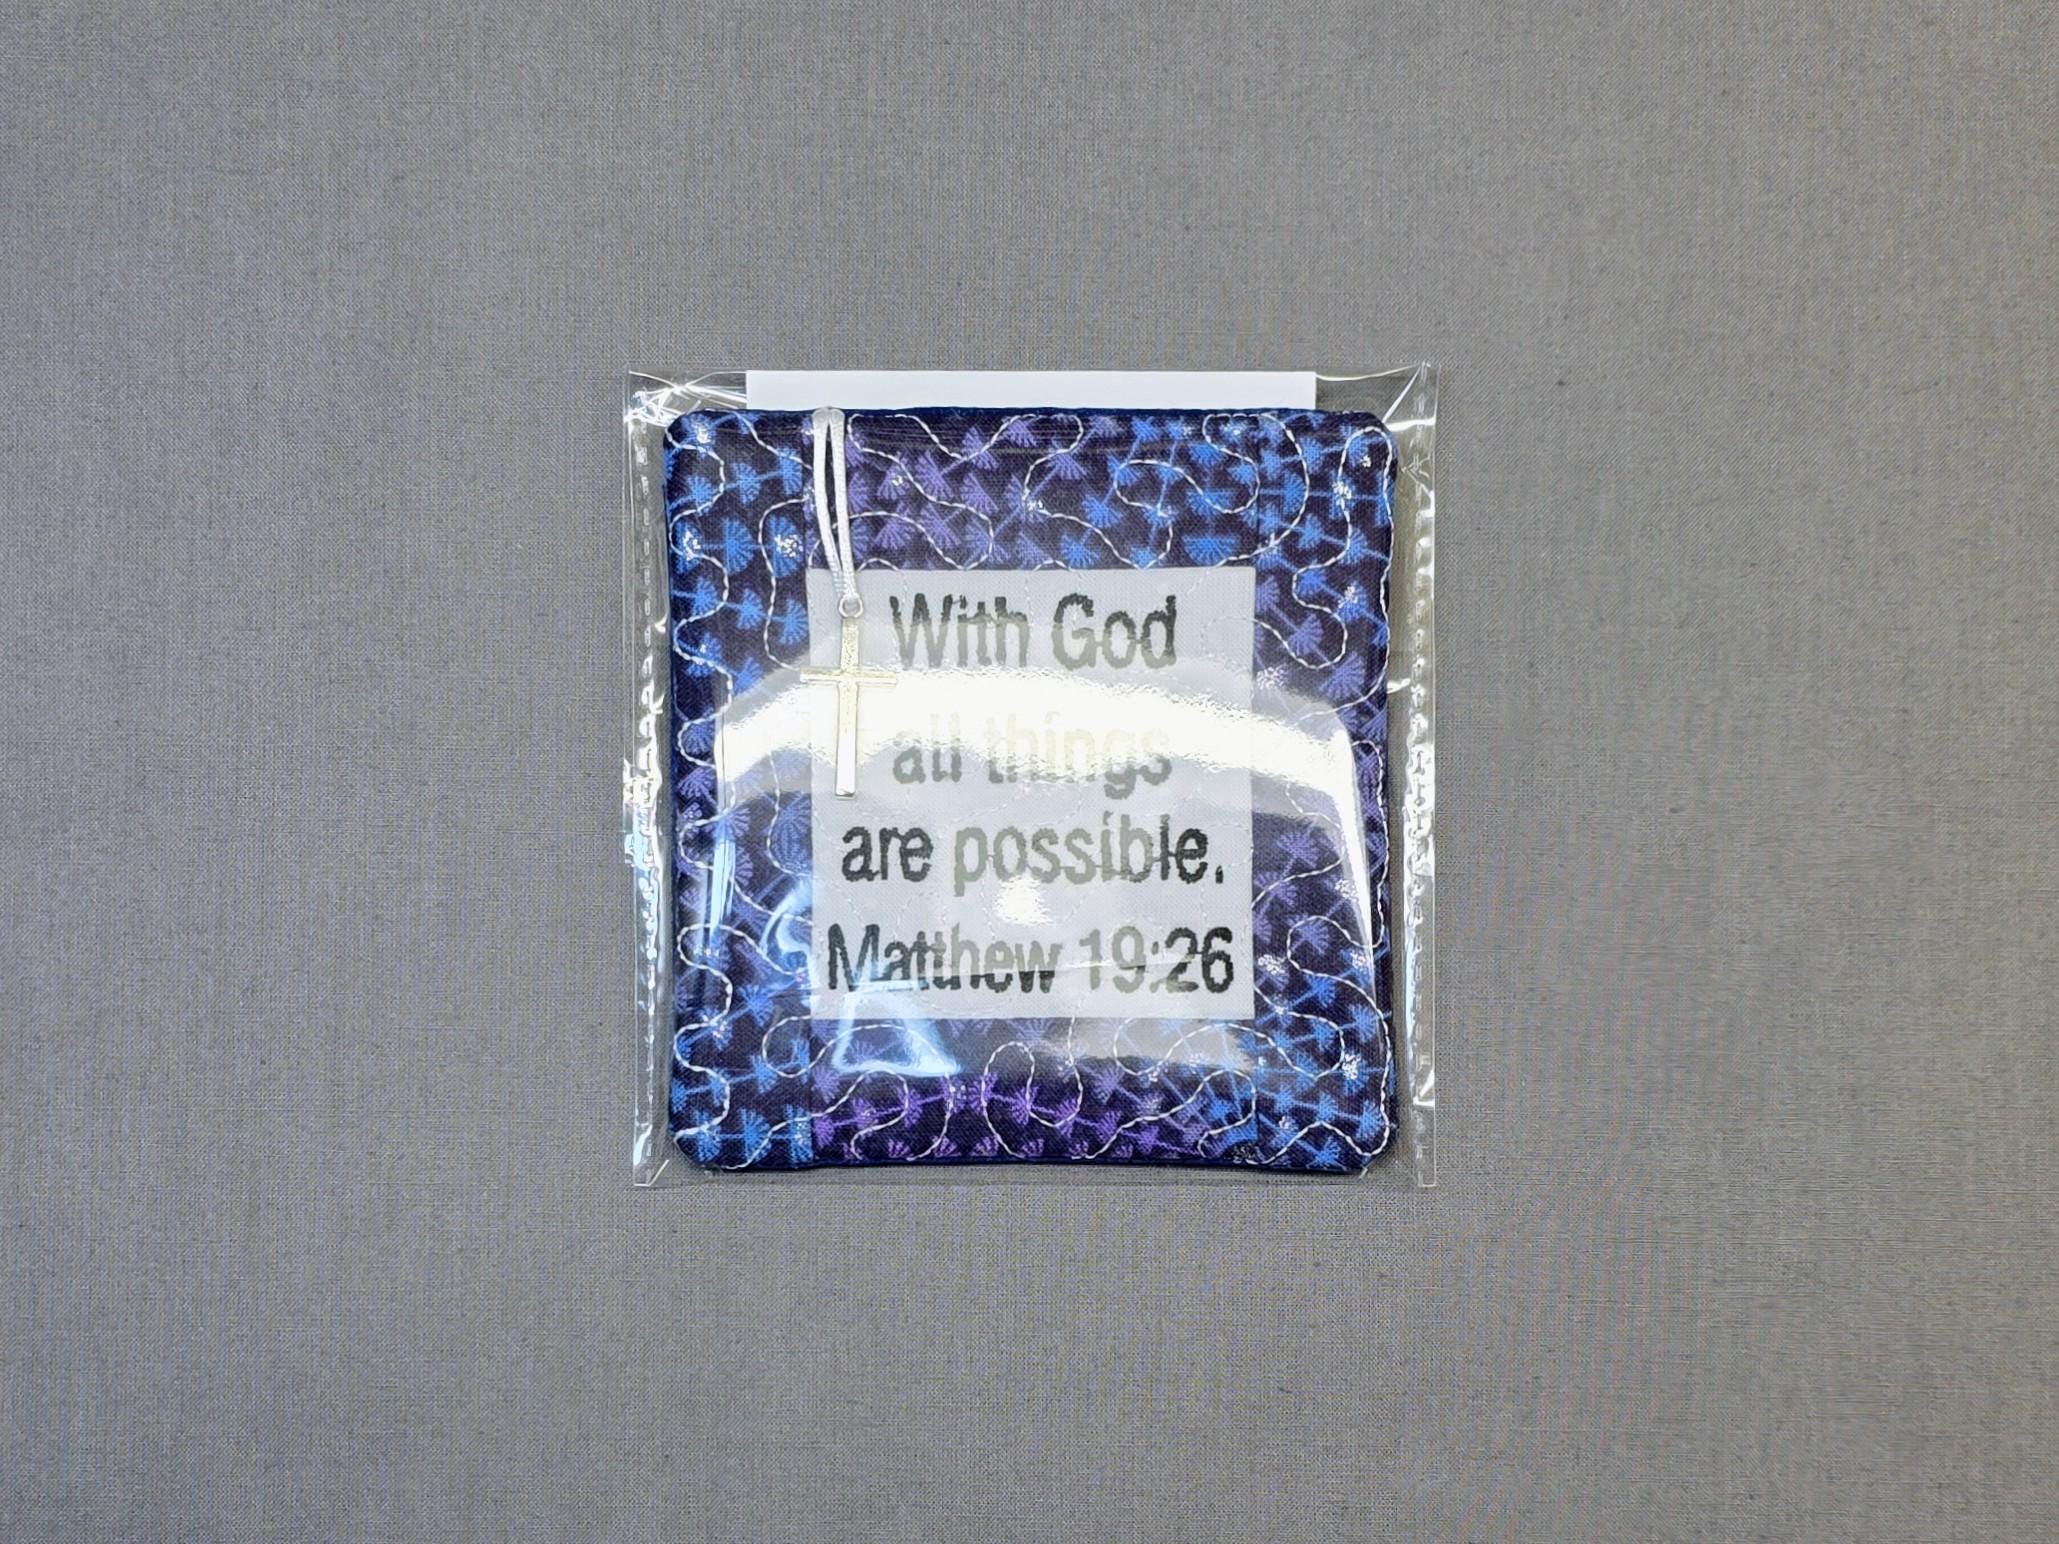 With God
all things
are possible.
Matthew 19:26